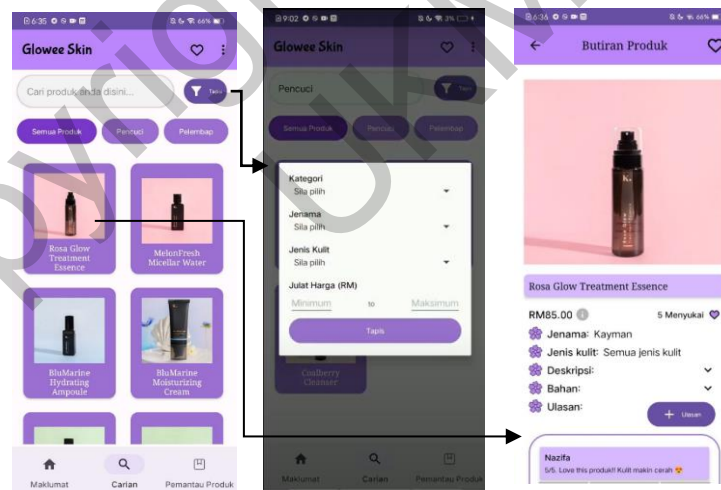 6:35
66%
Glowee Skin
Cari produk anda disini...
Tapis
Semua Produk
Pencuci
Pelembap
Rosa Glow
Treatment
Essence
MelonFresh
Micellar Water
BluMarine
Hydrating
Ampoule
BluMarine
Moisturizing
Cream
Maklumat
Carian
Pemantau Produk
9:02
3%
Glowee Skin
Pencuci
Semua Produk
Pencuci
Pelembap
Kategori
Sila pilih
Jenama
Sila pilih
Jenis Kulit
Sila pilih
Julat Harga (RM)
Minimum to Maksimum
Tapis
Coalberry
Cleanser
Maklumat
Carian
Pemantau Produk
6:36
66%
Butiran Produk
K.
Rosa Glow Treatment Essence
RM85.00
5 Menyukai
Jenama: Kayman
Jenis kulit: Semua jenis kulit
Deskripsi:
Bahan:
Ulasan:
+ Ulasan
Nazifa
5/5. Love this produk!! Kulit makin cerah 😍